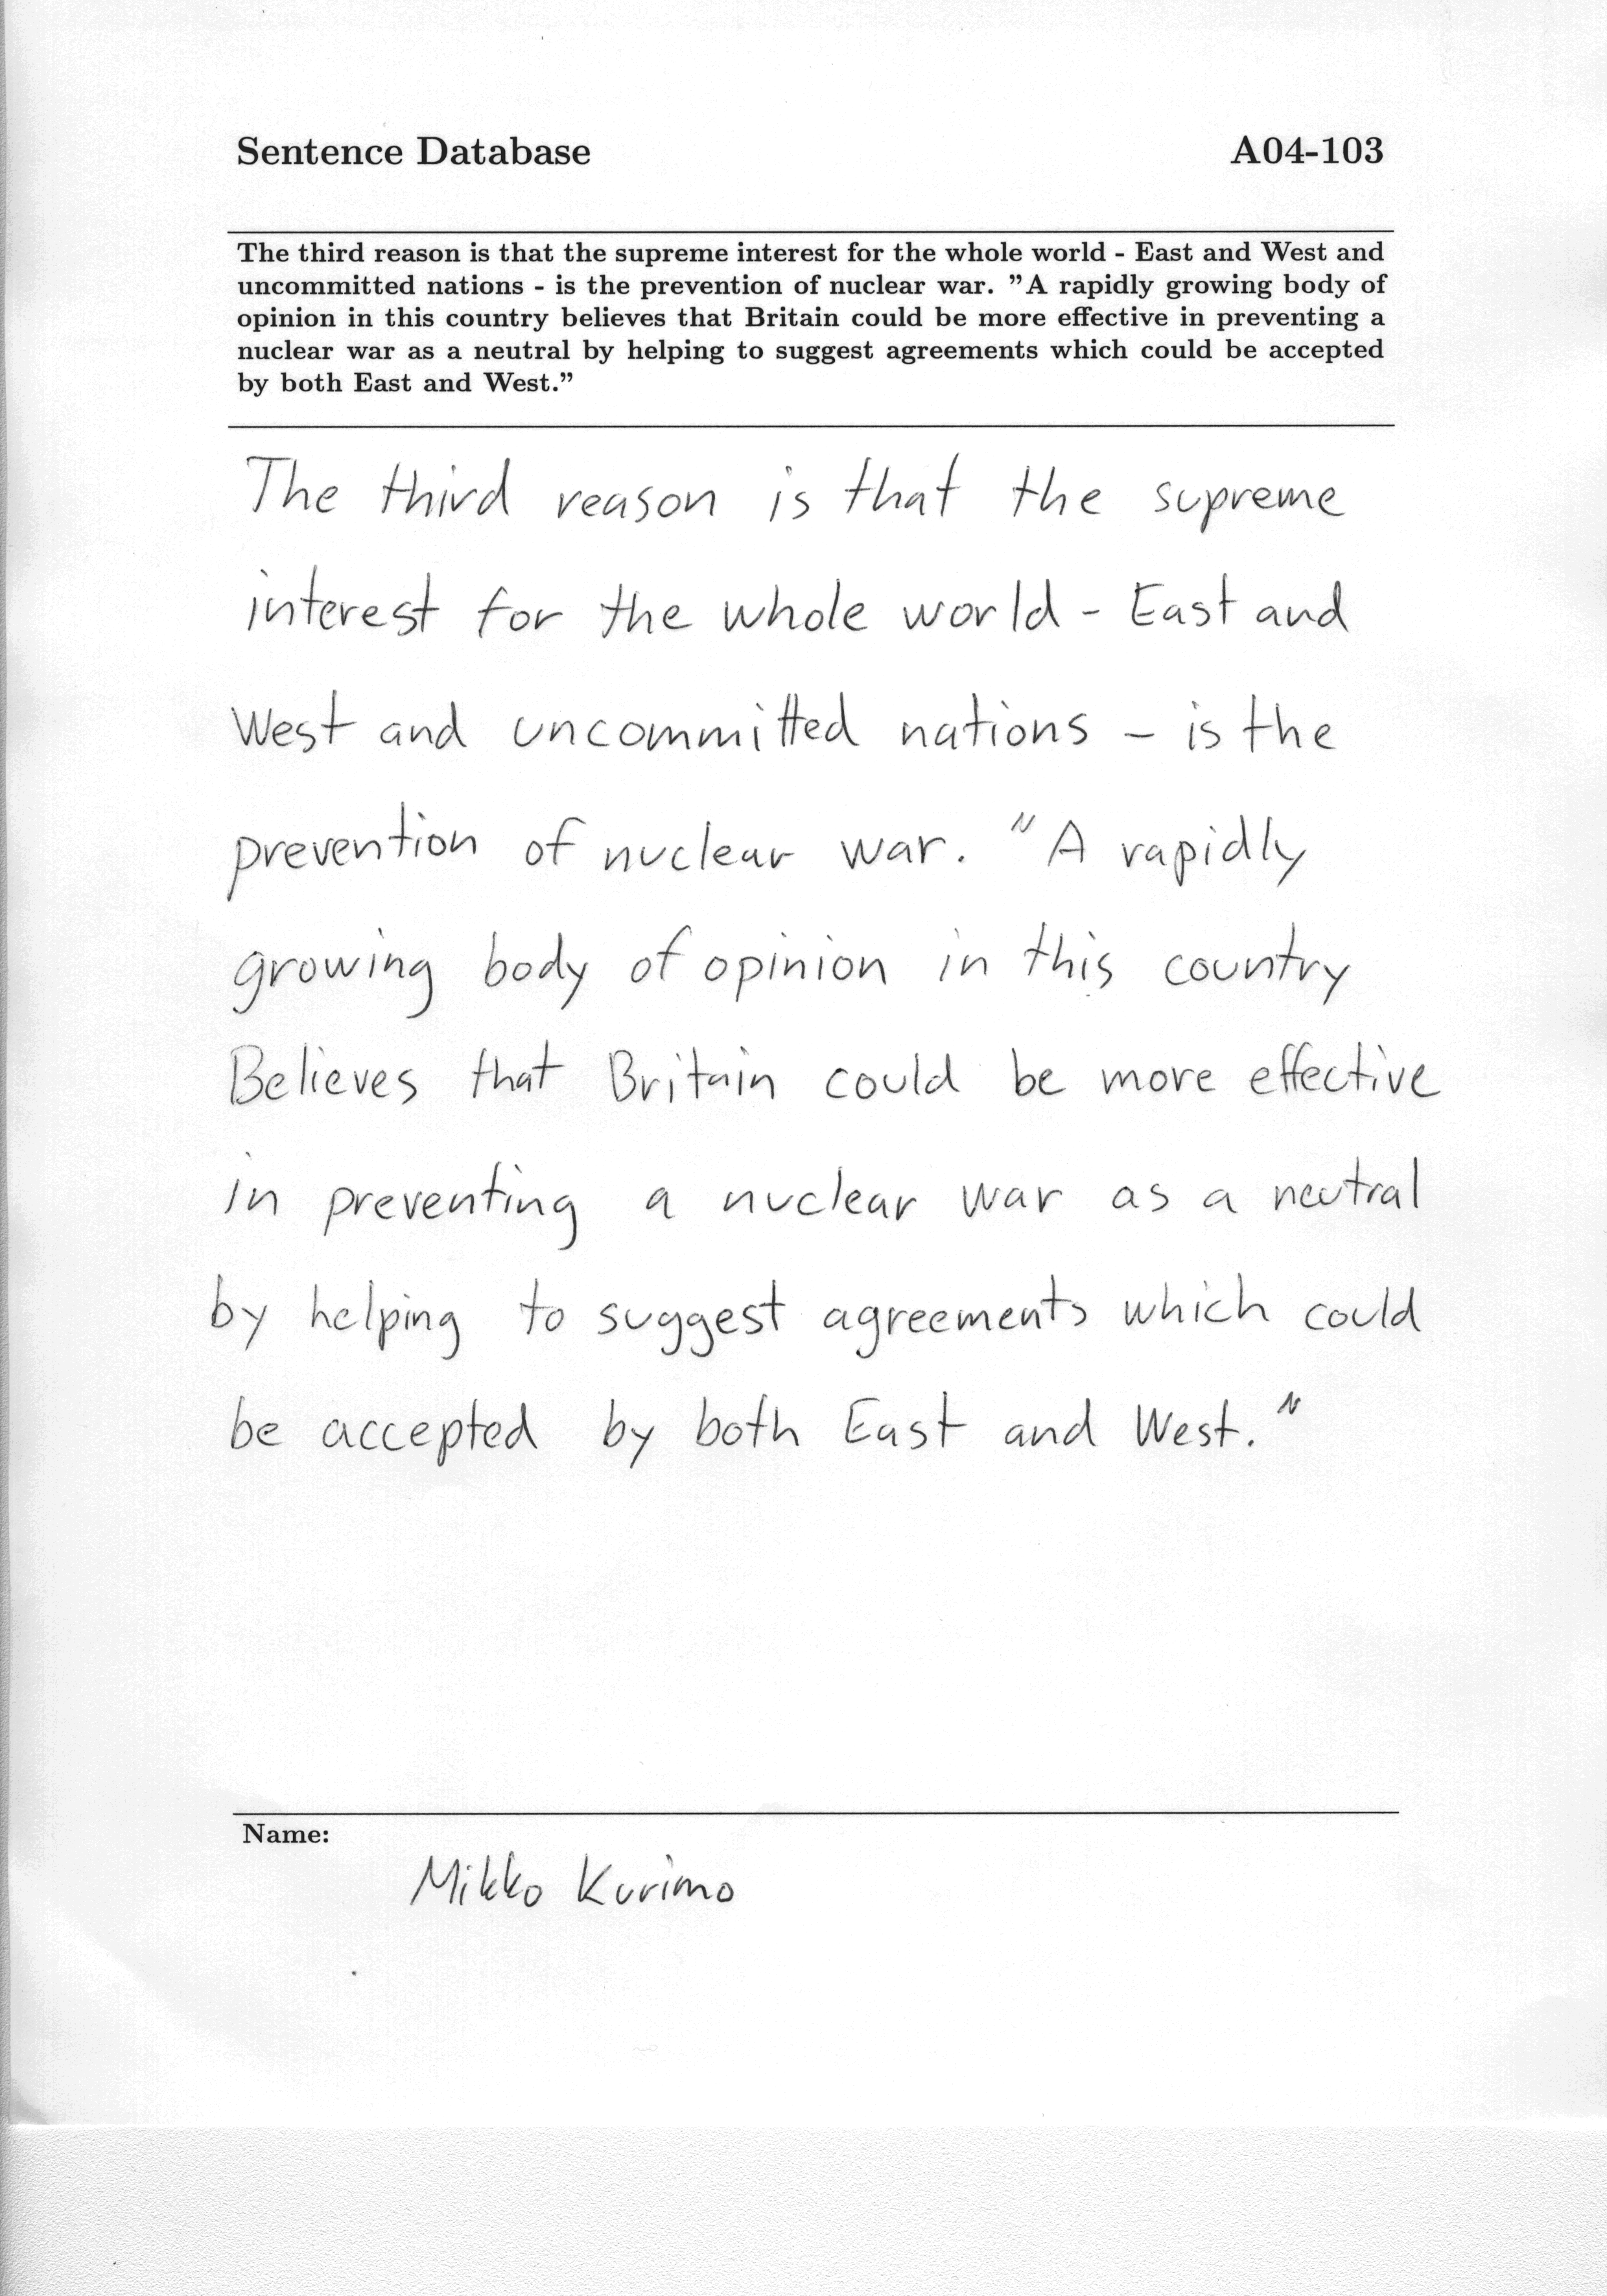 Sentence Database A04-103
The third reason is that the supreme interest for the whole world - East and West and
uncommitted nations - is the prevention of nuclear war. "A rapidly growing body of
opinion in this country believes that Britain could be more effective in preventing a
nuclear war as a neutral by helping to suggest agreements which could be accepted
by both East and West."
The third reason is that the supreme
interest for the whole world - East and
West and uncommitted nations - is the
prevention of nuclear war. "A rapidly
growing body of opinion in this country
Believes that Britain could be more effective
in preventing a nuclear war as a neutral
by helping to suggest agreements which could
be accepted by both East and West."
Name:
Mikko Kurimo